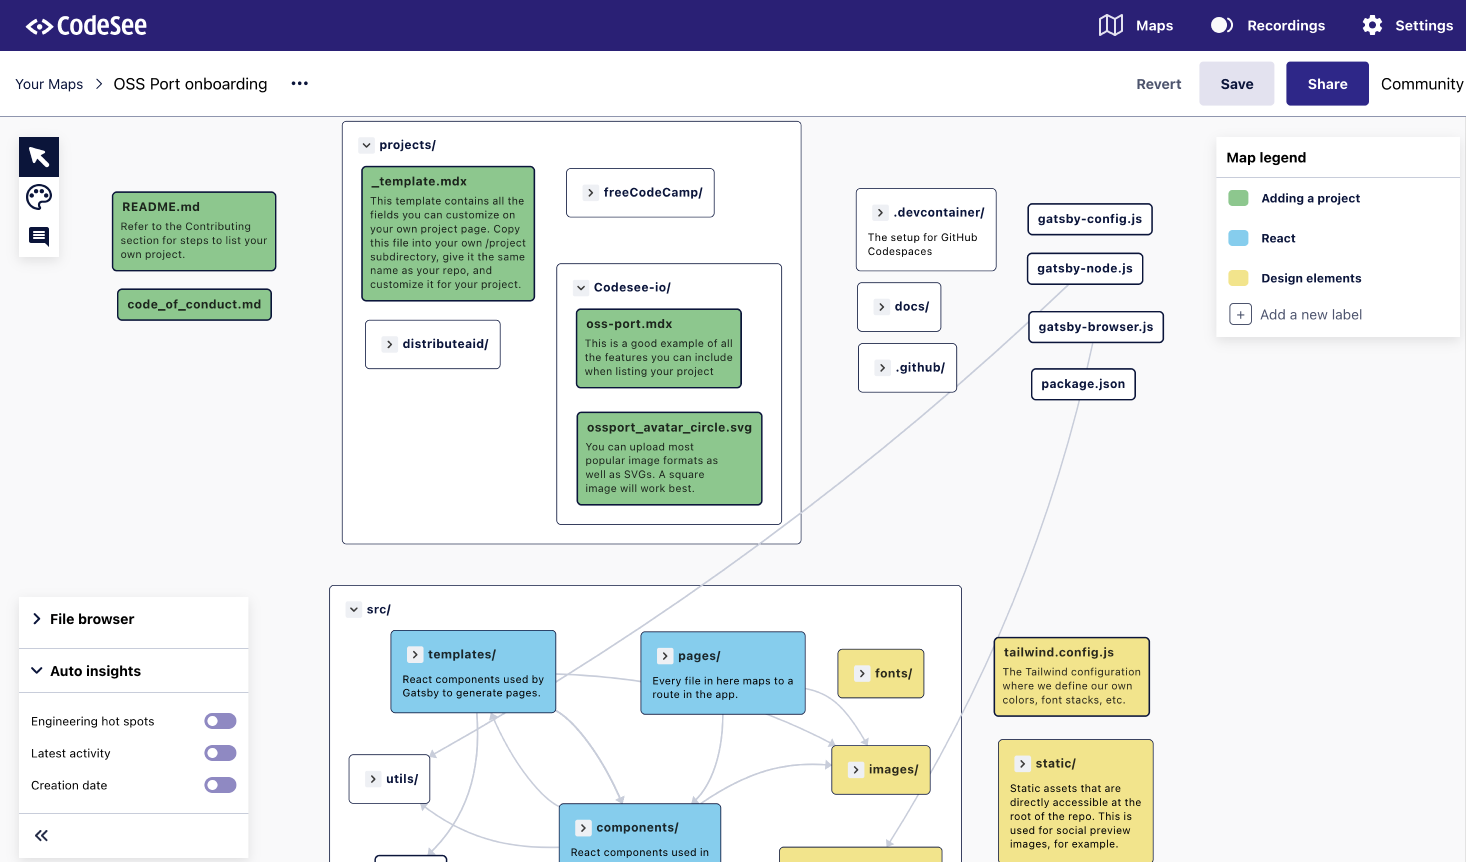 CodeSee
Maps
Recordings
Settings
Your Maps
OSS Port onboarding
Revert
Save
Share
Community
projects/
_template.mdx
This template contains all the
fields you can customize on
your own project page. Copy
this file into your own /project
subdirectory, give it the same
name as your repo, and
customize it for your project.
freeCodeCamp/
distributeaid/
Codesee-io/
oss-port.mdx
This is a good example of all
the features you can include
when listing your project
ossport_avatar_circle.svg
You can upload most
popular image formats as
well as SVGs. A square
image will work best.
README.md
Refer to the Contributing
section for steps to list your
own project.
code_of_conduct.md
.devcontainer/
The setup for GitHub
Codespaces
docs/
.github/
gatsby-config.js
gatsby-node.js
gatsby-browser.js
package.json
Map legend
Adding a project
React
Design elements
+ Add a new label
File browser
Auto insights
Engineering hot spots
Latest activity
Creation date
src/
templates/
React components used by
Gatsby to generate pages.
pages/
Every file in here maps to a
route in the app.
fonts/
utils/
images/
components/
React components used in
tailwind.config.js
The Tailwind configuration
where we define our own
colors, font stacks, etc.
static/
Static assets that are
directly accessible at the
root of the repo. This is
used for social preview
images, for example.